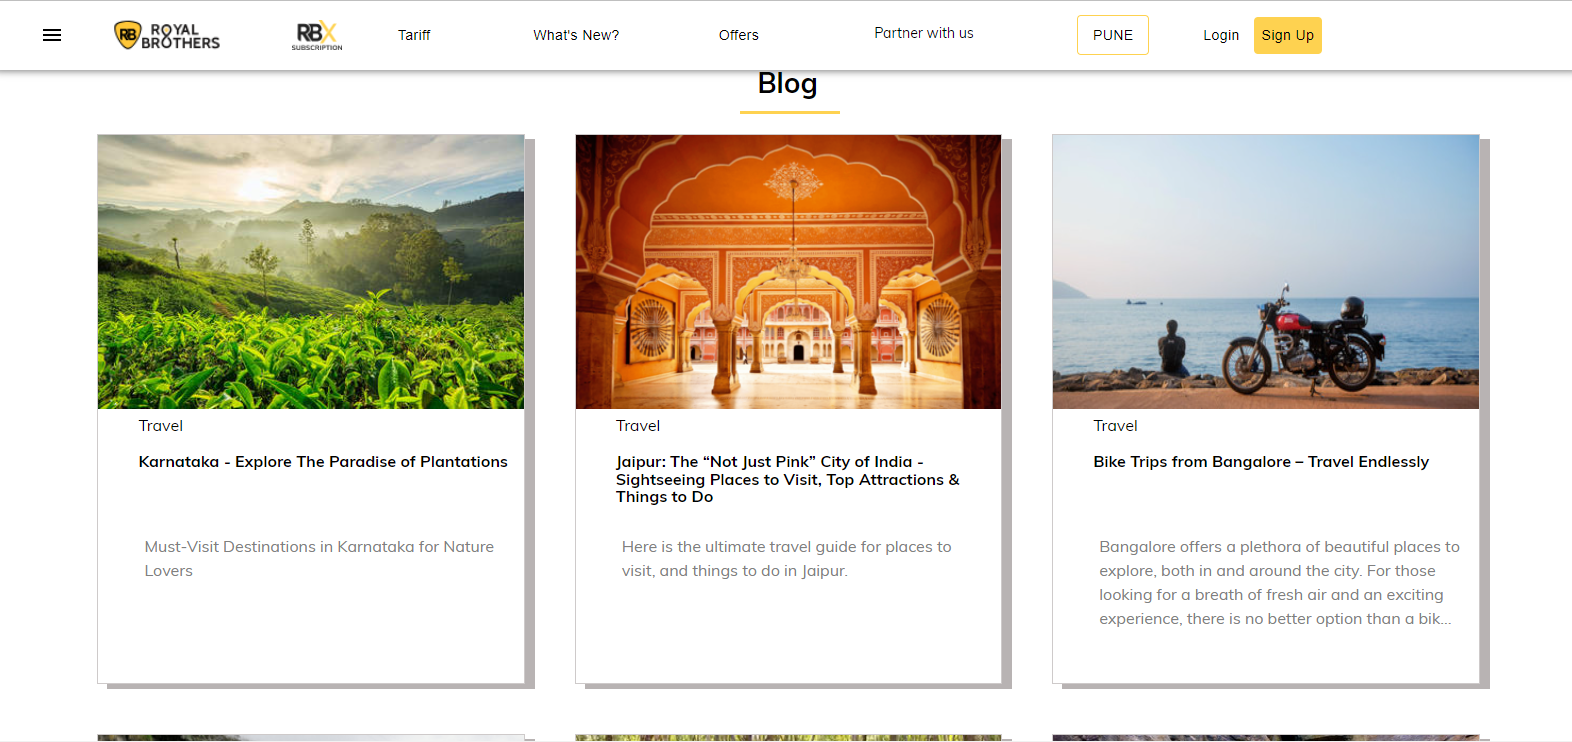 RB ROYAL BROTHERS
RBX SUBSCRIPTION
Tariff
What's New?
Offers
Partner with us
PUNE
Login
Sign Up
Blog
Travel
Karnataka - Explore The Paradise of Plantations
Must-Visit Destinations in Karnataka for Nature
Lovers
Travel
Jaipur: The “Not Just Pink” City of India -
Sightseeing Places to Visit, Top Attractions &
Things to Do
Here is the ultimate travel guide for places to
visit, and things to do in Jaipur.
Travel
Bike Trips from Bangalore – Travel Endlessly
Bangalore offers a plethora of beautiful places to
explore, both in and around the city. For those
looking for a breath of fresh air and an exciting
experience, there is no better option than a bik...